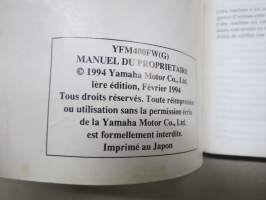 YFM400FW(G)
MANUEL DU PROPRIETAIRE
© 1994 Yamaha Motor Co., Ltd.
1ère édition, Février 1994
Tous droits réservés. Toute réimpression
ou utilisation sans la permission écrite
de la Yamaha Motor Co., Ltd.
est formellement interdite.
Imprimé au Japon